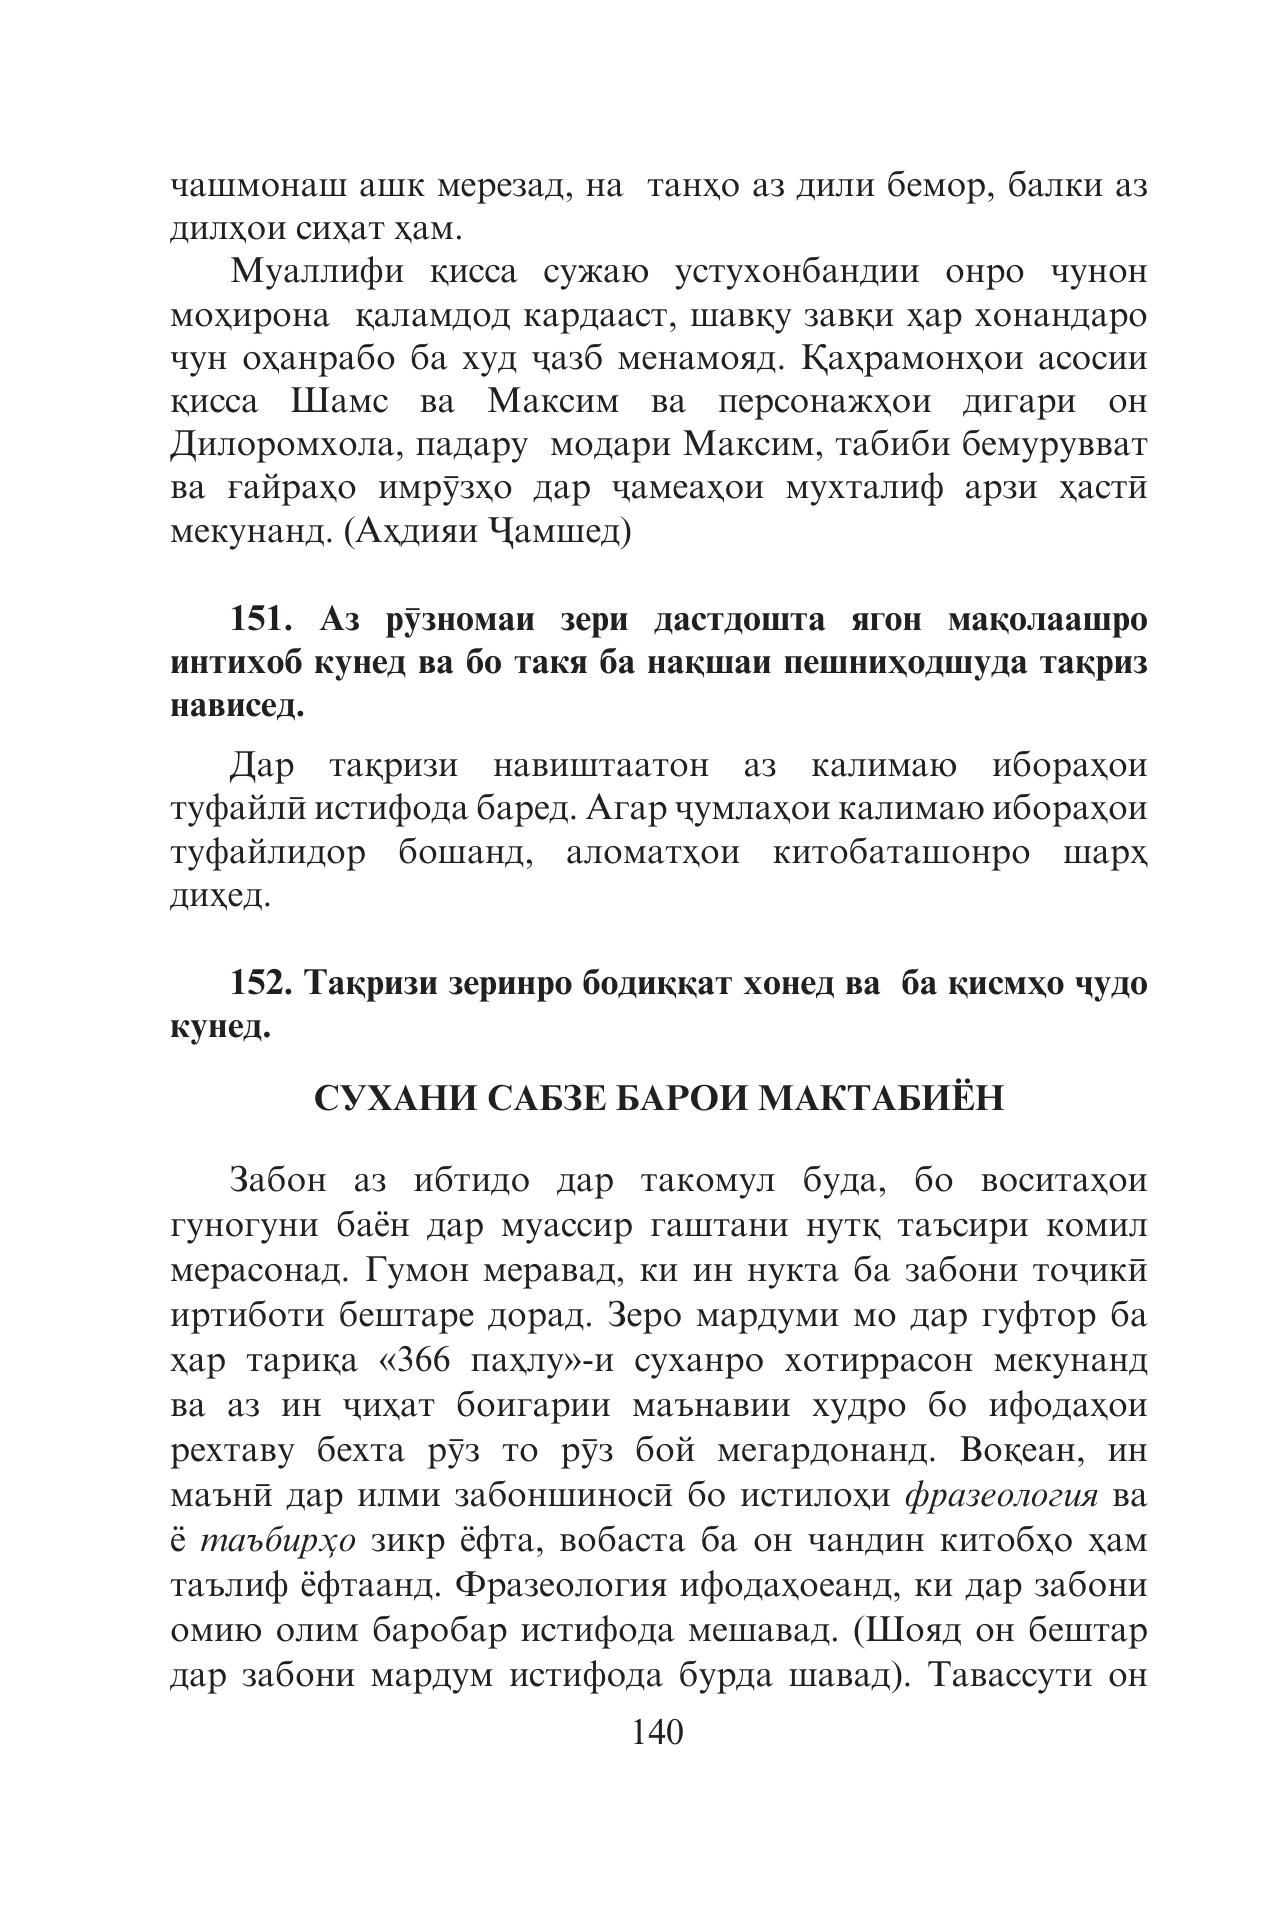 чашмонаш ашк мерезад, на танҳо аз дили бемор, балки аз
дилҳои сиҳат ҳам.
Муаллифи қисса сужаю устухонбандии онро чунон
моҳирона қаламдод кардааст, шавқу завқи ҳар хонандаро
чун оҳанрабо ба худ ҷазб менамояд. Қаҳрамонҳои асосии
қисса Шамс ва Максим ва персонажҳои дигари он
Дилоромхола, падару модари Максим, табиби бемурувват
ва ғайраҳо имрӯзҳо дар ҷамеаҳои мухталиф арзи ҳастӣ
мекунанд. (Аҳдияи Ҷамшед)
151. Аз рӯзномаи зери дастдошта ягон мақолаашро
интихоб кунед ва бо такя ба нақшаи пешниҳодшуда тақриз
нависед.
Дар тақризи навиштаатон аз калимаю ибораҳои
туфайлӣ истифода баред. Агар ҷумлаҳои калимаю ибораҳои
туфайлидор бошанд, аломатҳои китобаташонро шарҳ
диҳед.
152. Тақризи зеринро бодиққат хонед ва ба қисмҳо ҷудо
кунед.
СУХАНИ САБЗЕ БАРОИ МАКТАБИЁН
Забон аз ибтидо дар такомул буда, бо воситаҳои
гуногуни баён дар муассир гаштани нутқ таъсири комил
мерасонад. Гумон меравад, ки ин нукта ба забони тоҷикӣ
иртиботи бештаре дорад. Зеро мардуми мо дар гуфтор ба
ҳар тариқа «366 паҳлу»-и суханро хотиррасон мекунанд
ва аз ин ҷиҳат боигарии маънавии худро бо ифодаҳои
рехтаву бехта рӯз то рӯз бой мегардонанд. Воқеан, ин
маънӣ дар илми забоншиносӣ бо истилоҳи фразеология ва
ё таъбирҳо зикр ёфта, вобаста ба он чандин китобҳо ҳам
таълиф ёфтаанд. Фразеология ифодаҳоеанд, ки дар забони
омию олим баробар истифода мешавад. (Шояд он бештар
дар забони мардум истифода бурда шавад). Тавассути он
140